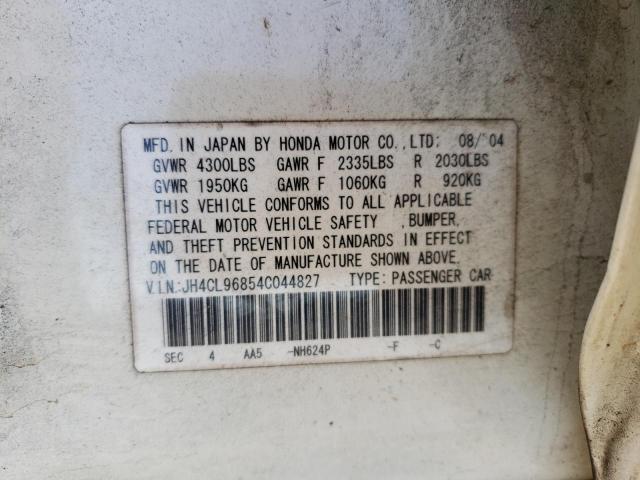 MFD. IN JAPAN BY HONDA MOTOR CO.,LTD: 08/'04
GVWR 4300LBS GAWR F 2335LBS R 2030LBS
GVWR 1950KG GAWR F 1060KG R 920KG
THIS VEHICLE CONFORMS TO ALL APPLICABLE
FEDERAL MOTOR VEHICLE SAFETY ,BUMPER,
AND THEFT PREVENTION STANDARDS IN EFFECT
ON THE DATE OF MANUFACTURE SHOWN ABOVE.
V.I.N.:JH4CL96854C044827 TYPE: PASSENGER CAR
SEC 4 AA5 -NH624P -F -C